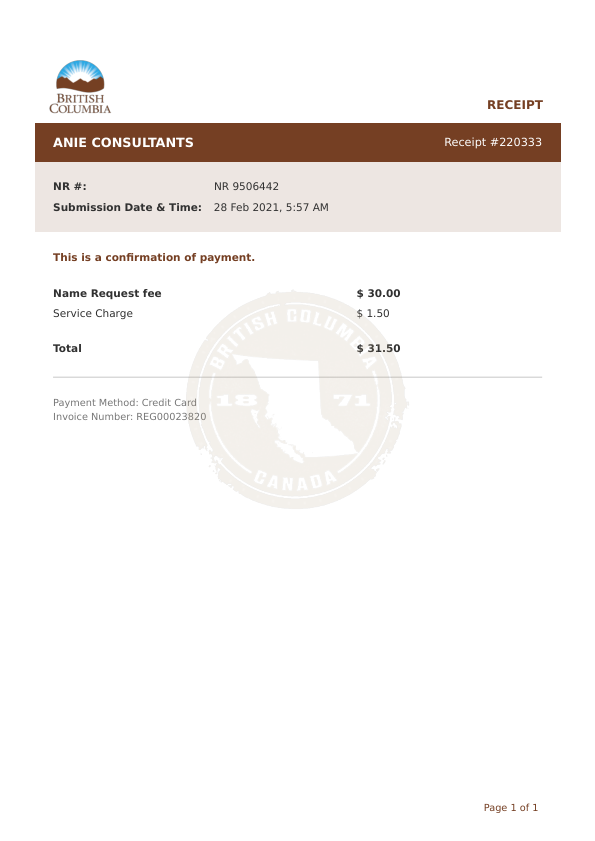 BRITISH
COLUMBIA
RECEIPT
ANIE CONSULTANTS Receipt #220333
NR #: NR 9506442
Submission Date & Time: 28 Feb 2021, 5:57 AM
This is a confirmation of payment.
Name Request fee $ 30.00
Service Charge $ 1.50
Total $ 31.50
BRITISH COLUMBIA
18 71
CANADA
Payment Method: Credit Card
Invoice Number: REG00023820
Page 1 of 1